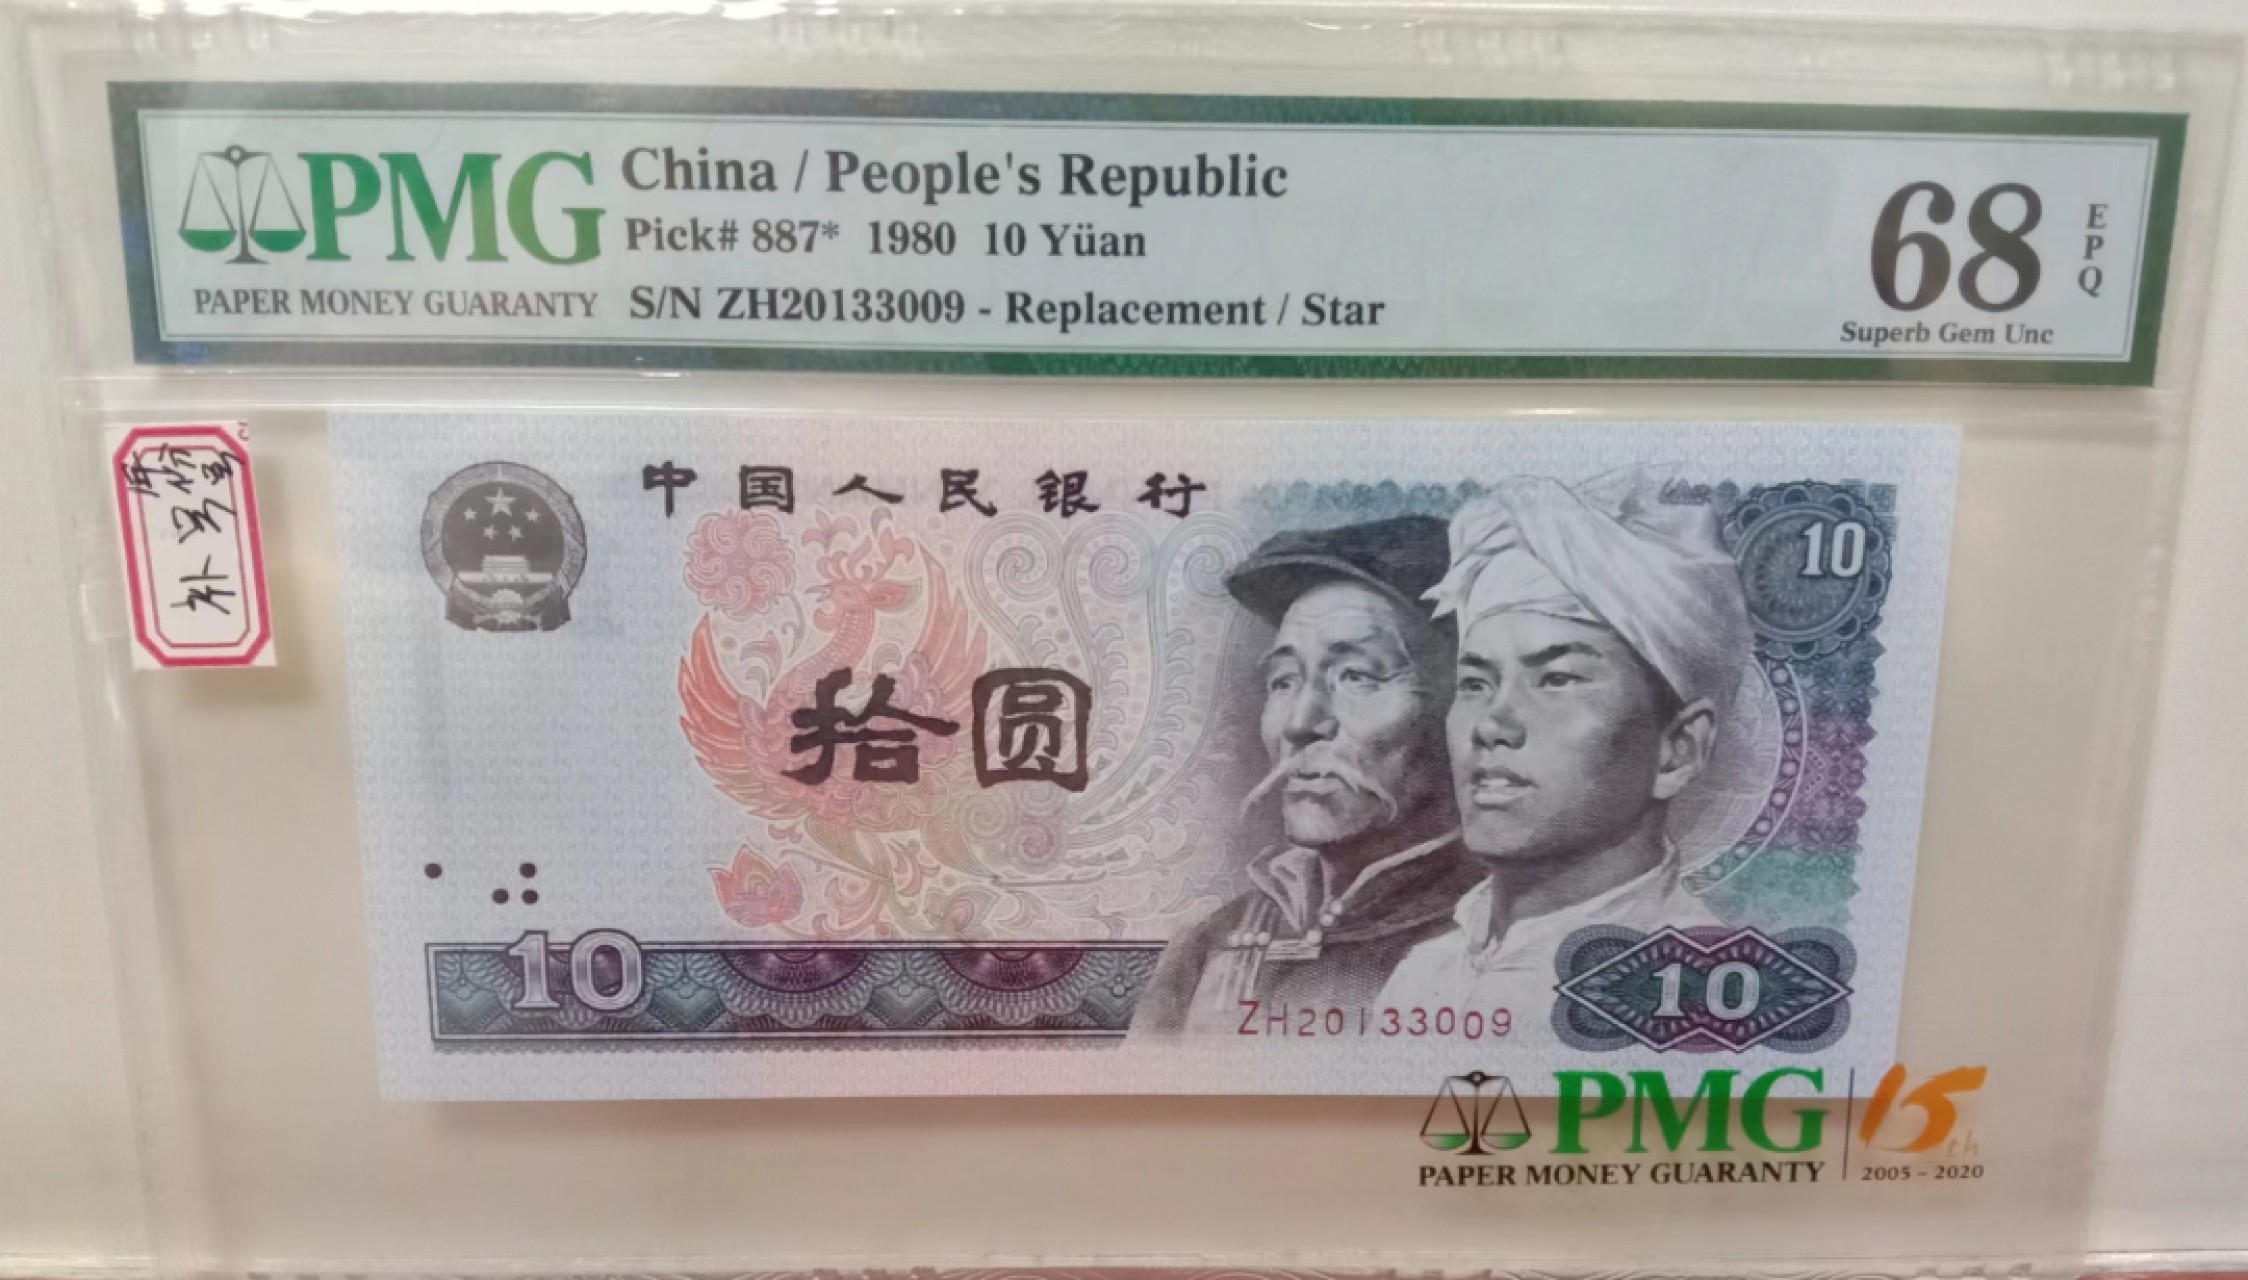 PMG
PAPER MONEY GUARANTY
China / People's Republic
Pick# 887* 1980 10 Yüan
S/N ZH20133009 - Replacement / Star
68
EPQ
Superb Gem Unc
补号
中国人民银行
10
拾圆
10
ZH20133009
10
PMG
PAPER MONEY GUARANTY
15th
2005 - 2020